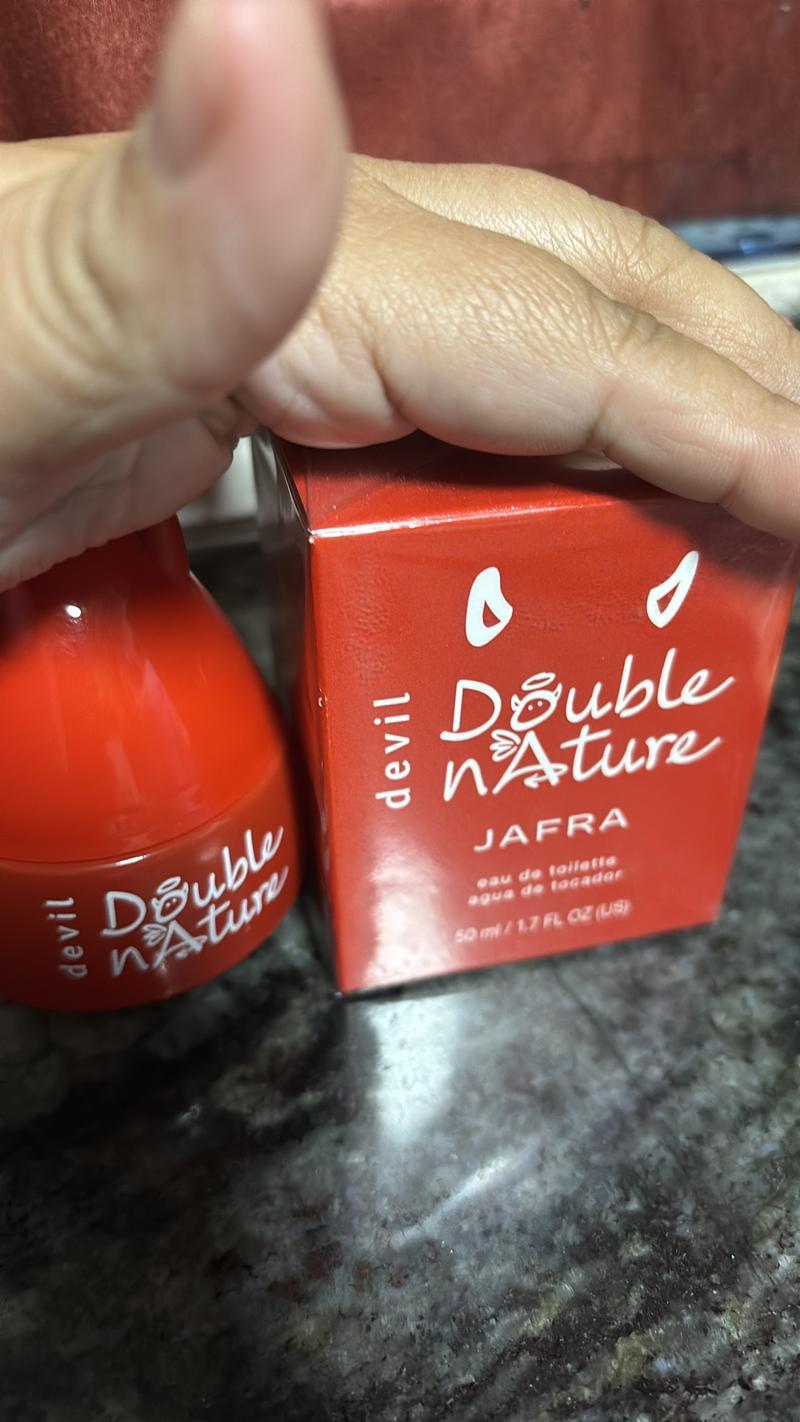 devil
Double
nAture
JAFRA
eau de toilette
agua de tocador
50 ml / 1.7 FL OZ (US)
devil
Double
nAture